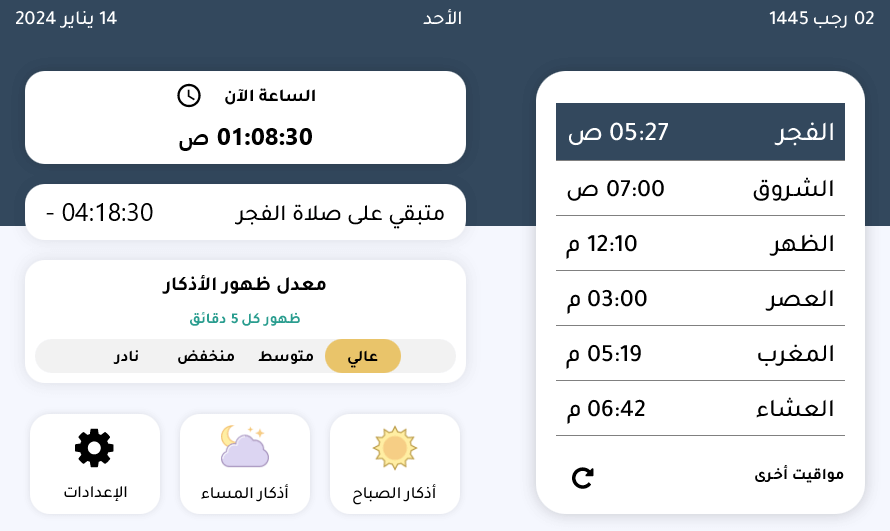 02 رجب 1445
الأحد
14 يناير 2024
الفجر 05:27 ص
الشروق 07:00 ص
الظهر 12:10 م
العصر 03:00 م
المغرب 05:19 م
العشاء 06:42 م
مواقيت أخرى
الساعة الآن
01:08:30 ص
متبقي على صلاة الفجر 04:18:30 -
معدل ظهور الأذكار
ظهور كل 5 دقائق
عالي متوسط منخفض نادر
أذكار الصباح
أذكار المساء
الإعدادات